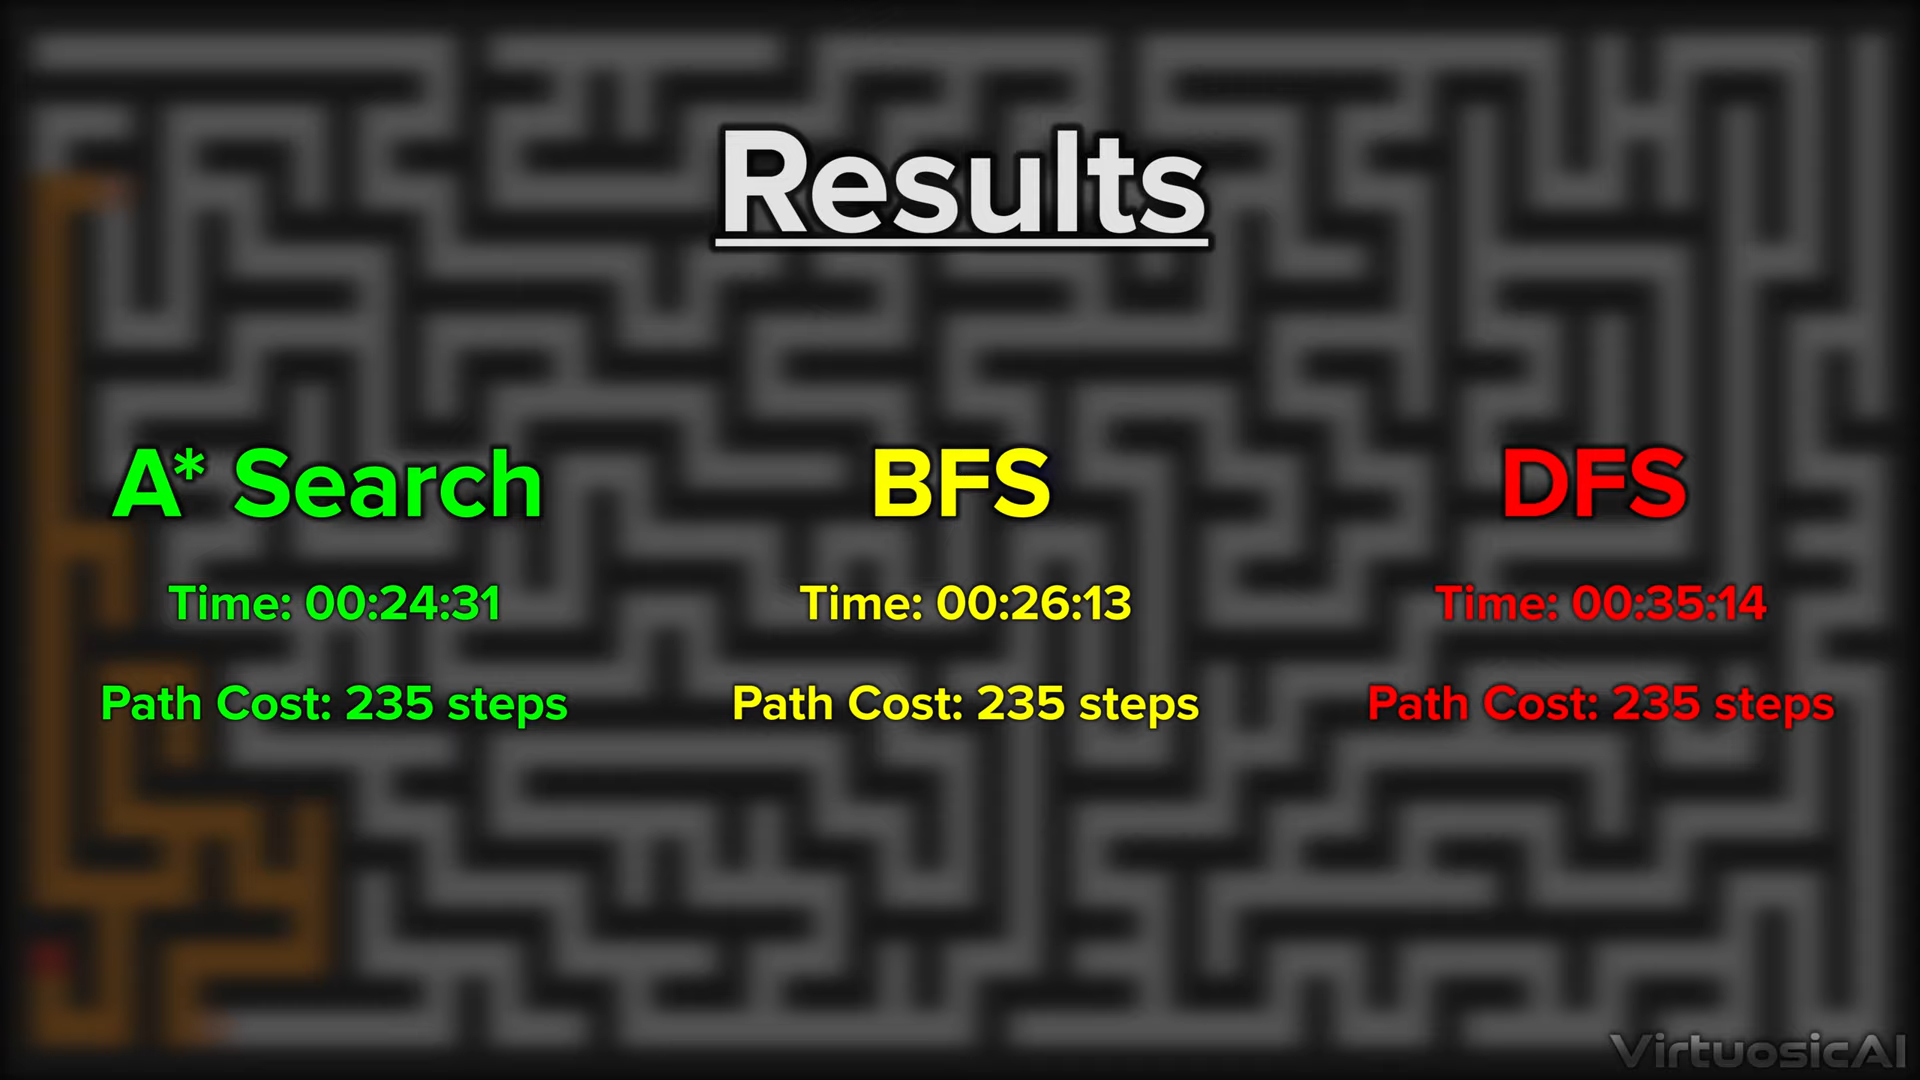 Results
A* Search
Time: 00:24:31
Path Cost: 235 steps
BFS
Time: 00:26:13
Path Cost: 235 steps
DFS
Time: 00:35:14
Path Cost: 235 steps
VirtuosicAI